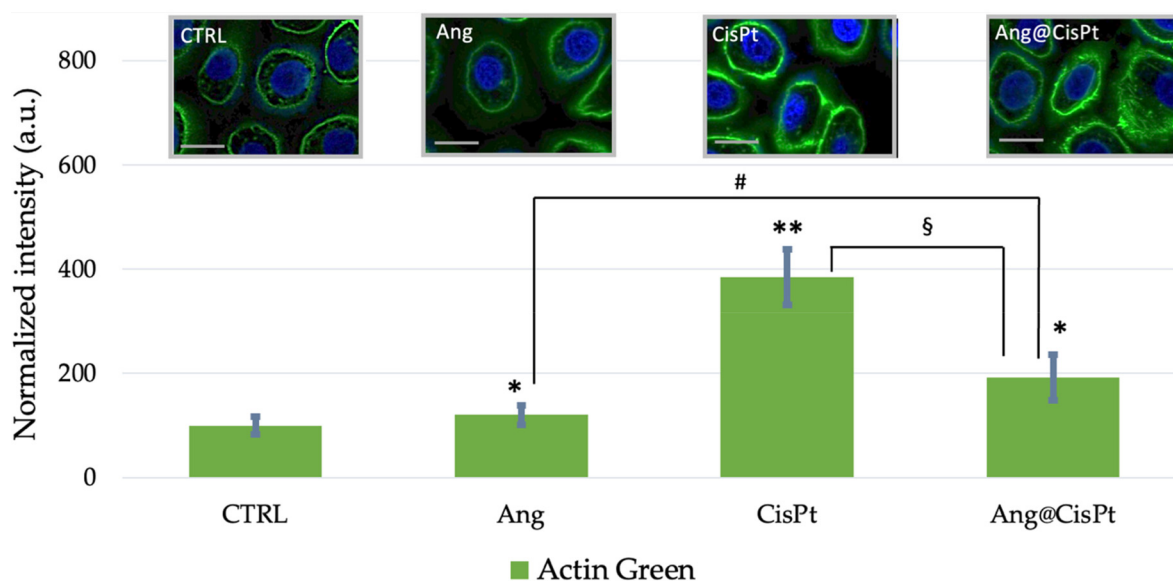 CTRL
Ang
CisPt
Ang@CisPt
Normalized intensity (a.u.)
800
600
400
200
0
#
**
§
*
*
CTRL
Ang
CisPt
Ang@CisPt
Actin Green